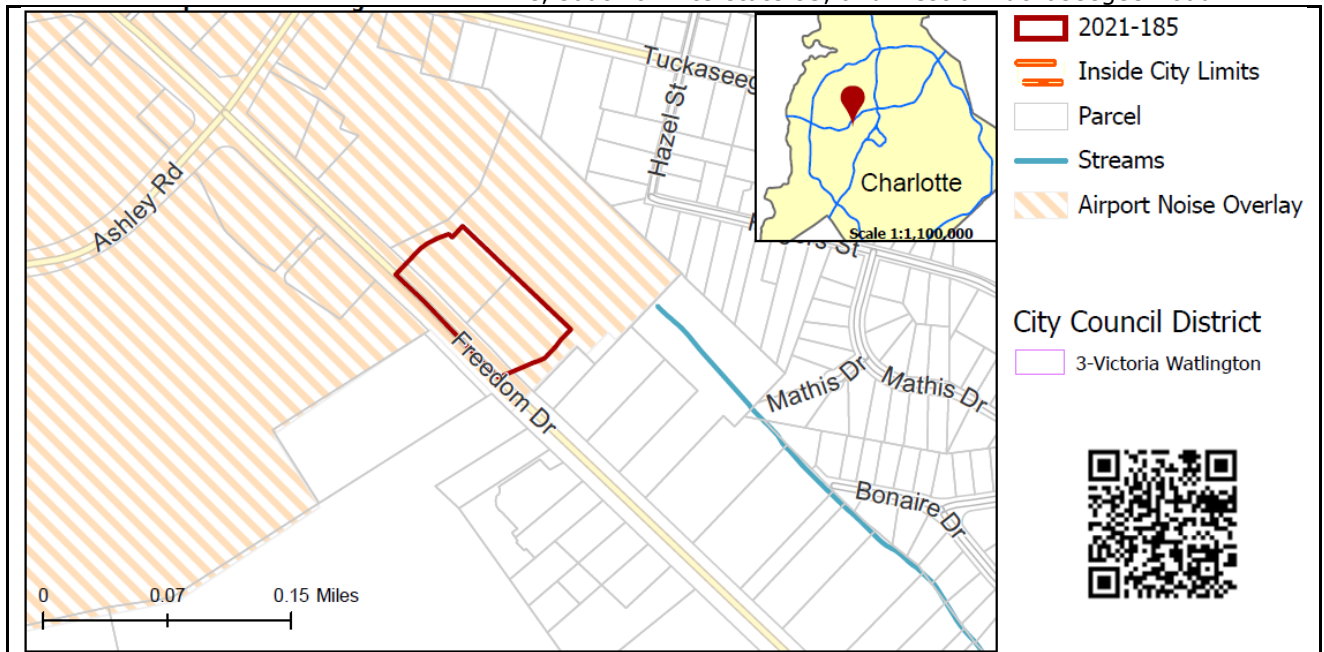 2021-185
Inside City Limits
Parcel
Streams
Airport Noise Overlay
City Council District
3-Victoria Watlington
Tuckaseeg
Hazel St
Ashley Rd
Freedom Dr
Mathis Dr
Mathis Dr
Bonaire Dr
Charlotte
Scale 1:1,100,000
0 0.07 0.15 Miles